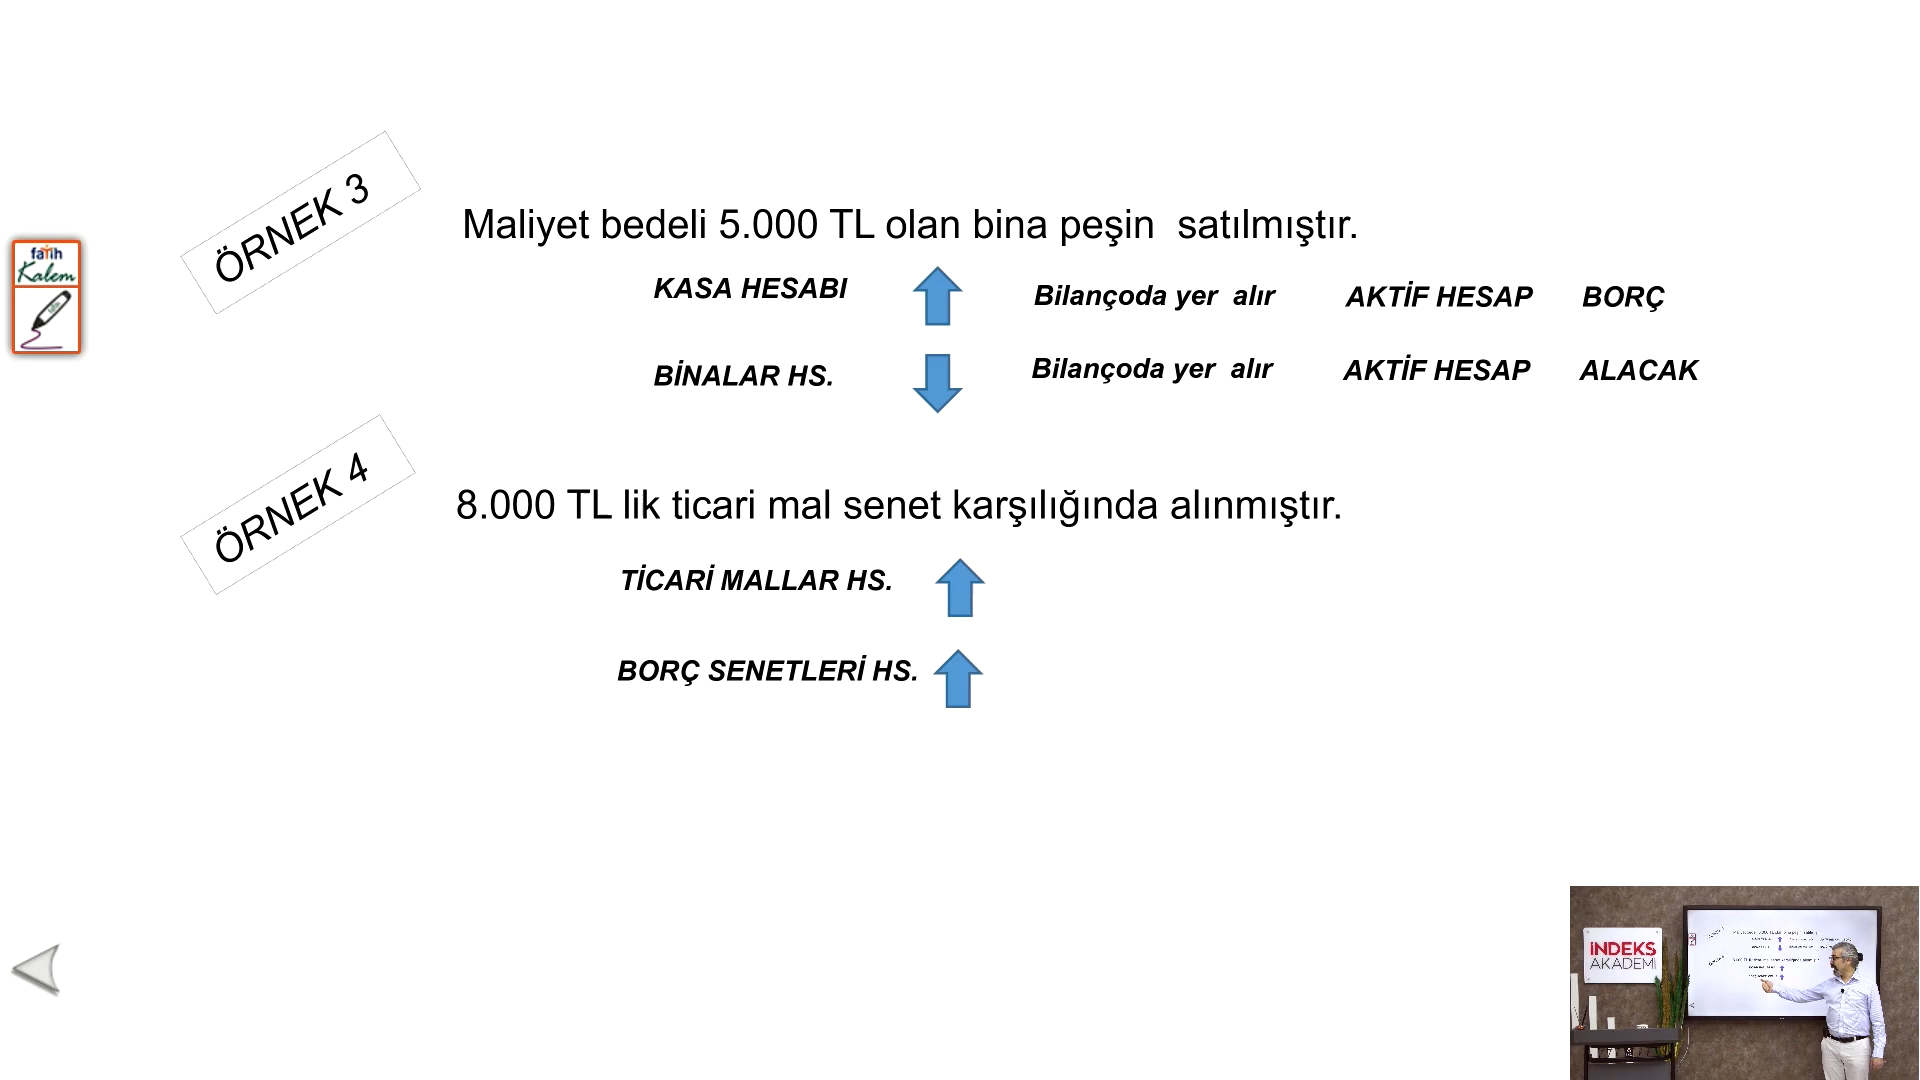 ÖRNEK 3
Maliyet bedeli 5.000 TL olan bina peşin  satılmıştır.
fatih
Kalem
KASA HESABI
Bilançoda yer  alır
AKTİF HESAP
BORÇ
BİNALAR HS.
Bilançoda yer  alır
AKTİF HESAP
ALACAK
ÖRNEK 4
8.000 TL lik ticari mal senet karşılığında alınmıştır.
TİCARİ MALLAR HS.
BORÇ SENETLERİ HS.
İNDEKS
AKADEMİ